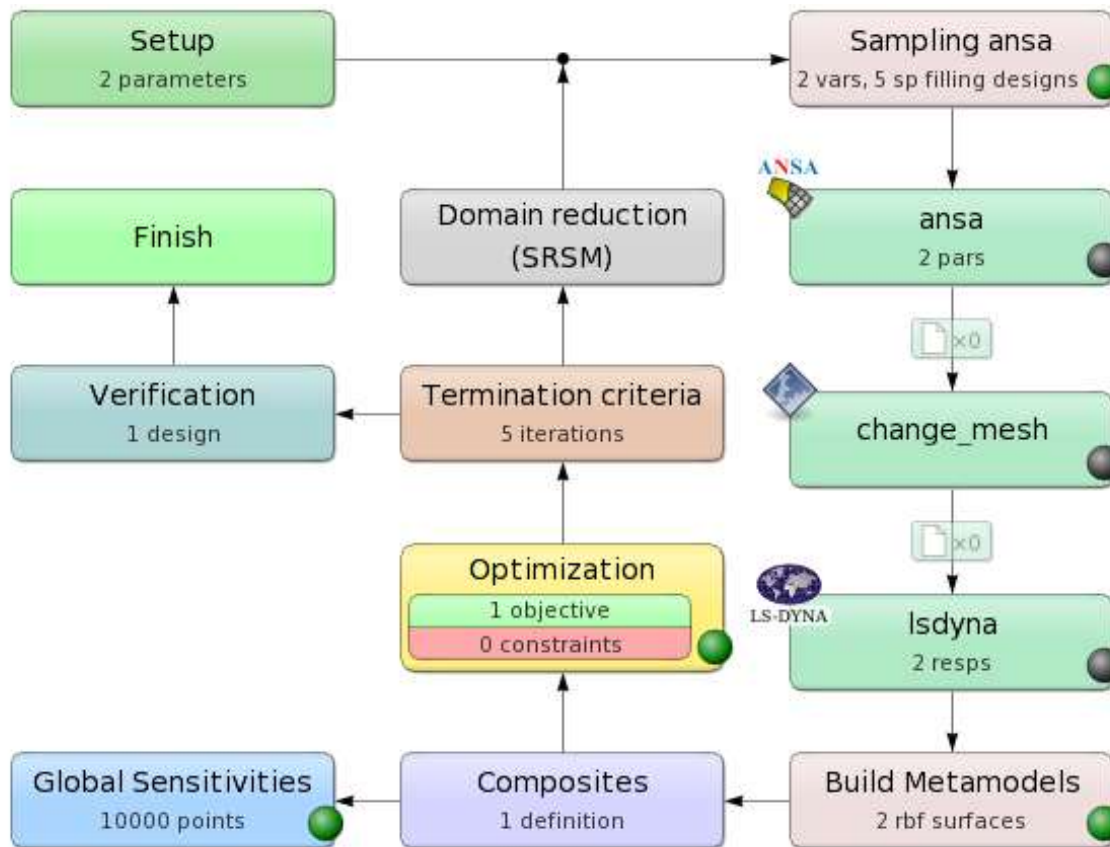 Setup
2 parameters
Sampling ansa
2 vars, 5 sp filling designs
ANSA
ansa
2 pars
Finish
Domain reduction
(SRSM)
×0
Verification
1 design
Termination criteria
5 iterations
change_mesh
×0
Optimization
1 objective
0 constraints
LS-DYNA
lsdyna
2 resps
Global Sensitivities
10000 points
Composites
1 definition
Build Metamodels
2 rbf surfaces